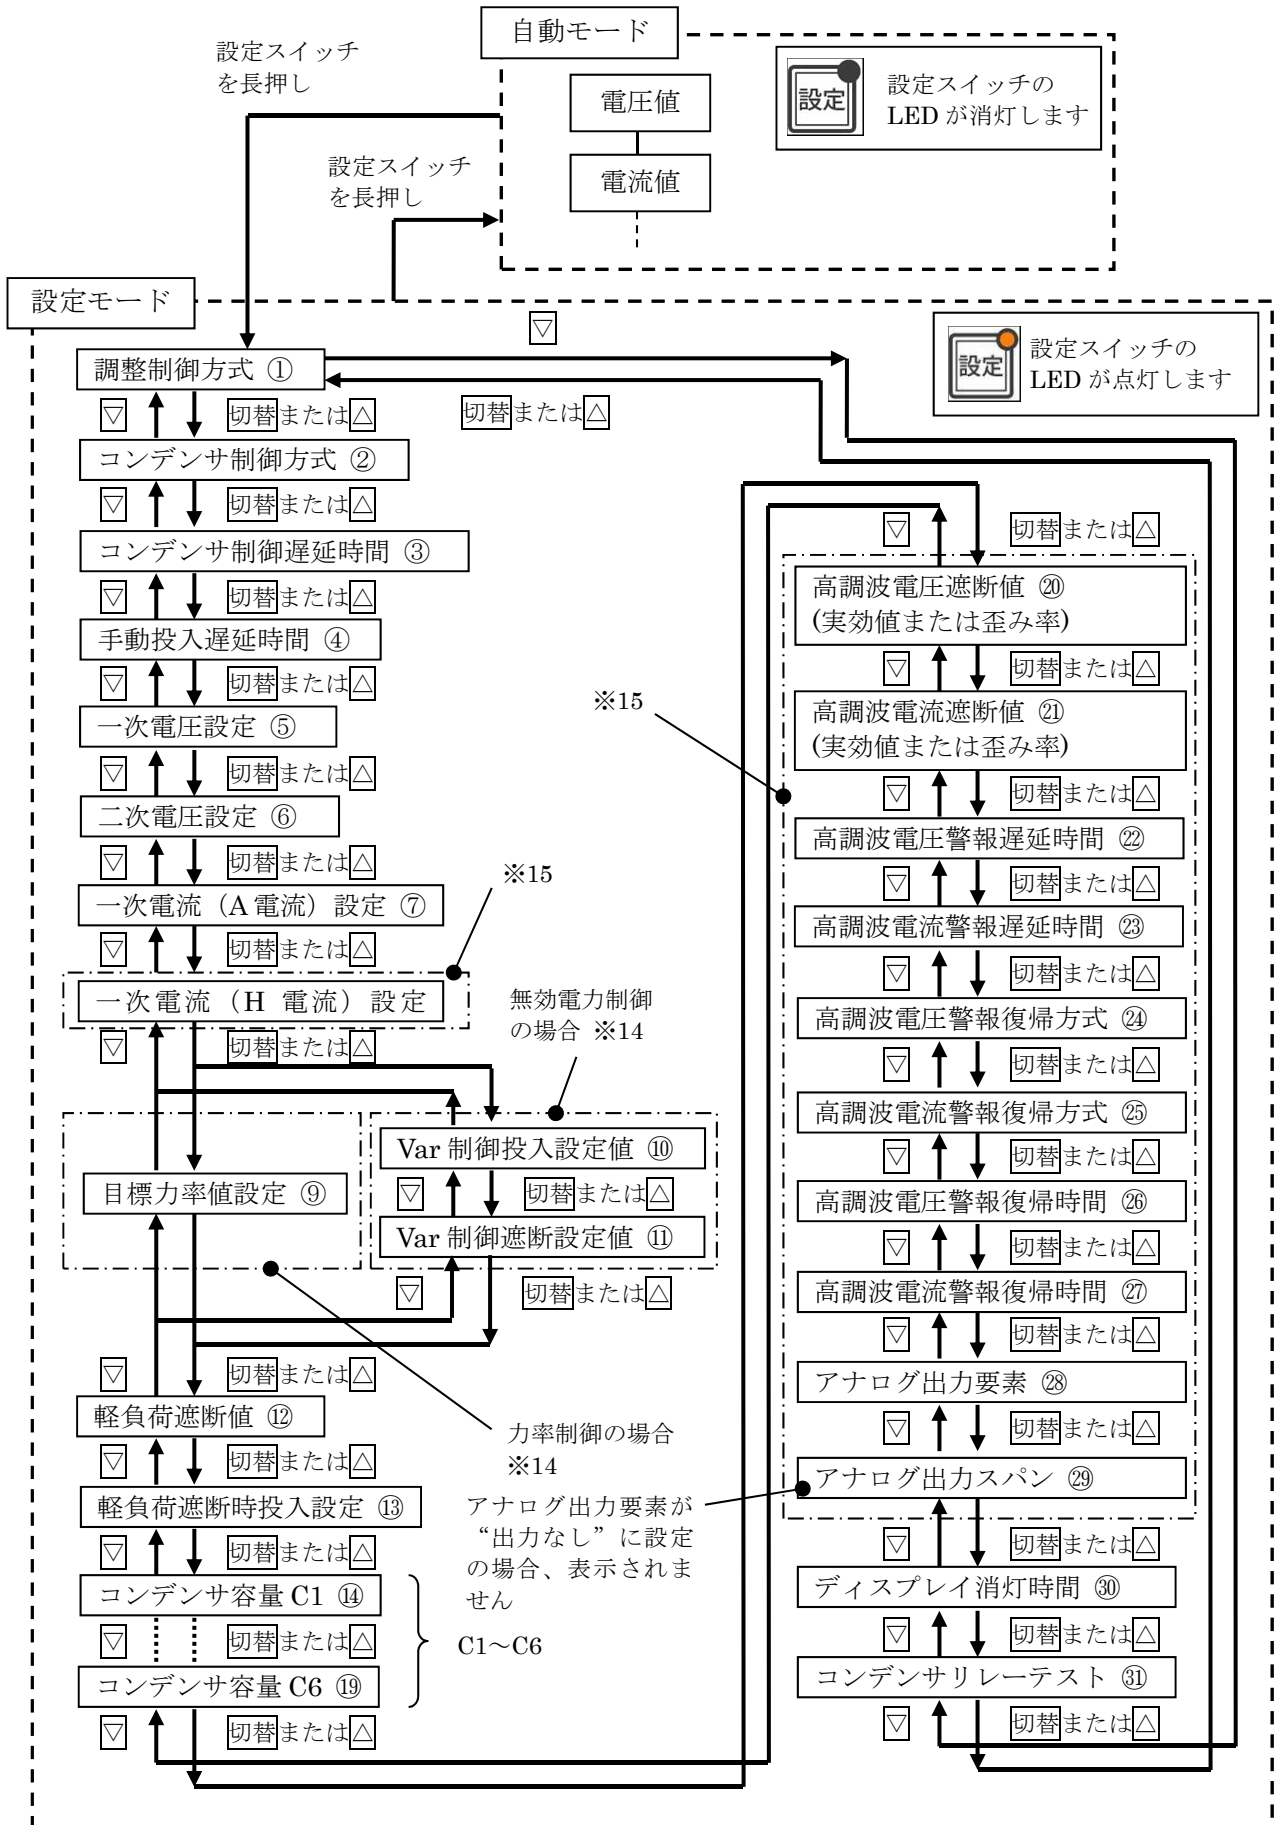 自動モード
設定スイッチ
を長押し
電圧値
電流値
設定
設定スイッチの
LED が消灯します
設定スイッチ
を長押し
設定モード
▽
設定
設定スイッチの
LED が点灯します
調整制御方式 ①
▽ 切替または△
切替または△
コンデンサ制御方式 ②
▽ 切替または△
コンデンサ制御遅延時間 ③
▽ 切替または△
手動投入遅延時間 ④
▽ 切替または△
一次電圧設定 ⑤
▽ 切替または△
二次電圧設定 ⑥
▽ 切替または△
一次電流（A 電流）設定 ⑦
▽ 切替または△
※15
一次電流（H 電流）設定
▽ 切替または△
無効電力制御
の場合 ※14
Var 制御投入設定値 ⑩
▽ 切替または△
Var 制御遮断設定値 ⑪
▽ 切替または△
目標力率値設定 ⑨
力率制御の場合
※14
▽ 切替または△
軽負荷遮断値 ⑫
▽ 切替または△
軽負荷遮断時投入設定 ⑬
▽ 切替または△
コンデンサ容量 C1 ⑭
▽ 切替または△
コンデンサ容量 C6 ⑲
▽ 切替または△
C1～C6
※15
▽ 切替または△
高調波電圧遮断値 ⑳
(実効値または歪み率)
▽ 切替または△
高調波電流遮断値 ㉑
(実効値または歪み率)
▽ 切替または△
高調波電圧警報遅延時間 ㉒
▽ 切替または△
高調波電流警報遅延時間 ㉓
▽ 切替または△
高調波電圧警報復帰方式 ㉔
▽ 切替または△
高調波電流警報復帰方式 ㉕
▽ 切替または△
高調波電圧警報復帰時間 ㉖
▽ 切替または△
高調波電流警報復帰時間 ㉗
▽ 切替または△
アナログ出力要素 ㉘
▽ 切替または△
アナログ出力スパン ㉙
アナログ出力要素が
“出力なし”に設定
の場合、表示されま
せん
▽ 切替または△
ディスプレイ消灯時間 ㉚
▽ 切替または△
コンデンサリレーテスト ㉛
▽ 切替または△